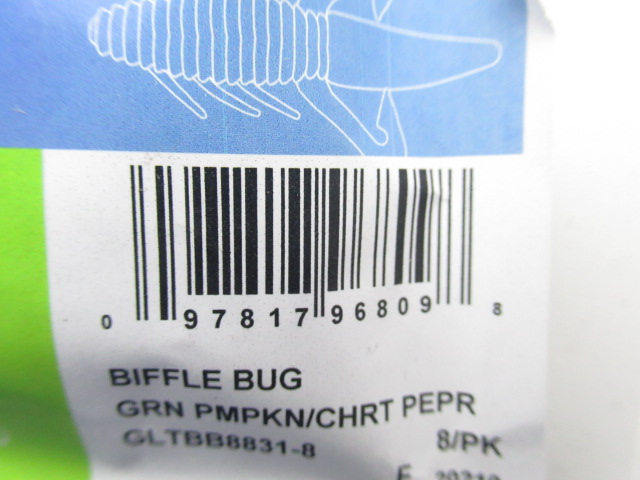 0 97817 96809 8
BIFFLE BUG
GRN PMPKN/CHRT PEPR
GLTBB8831-8 8/PK